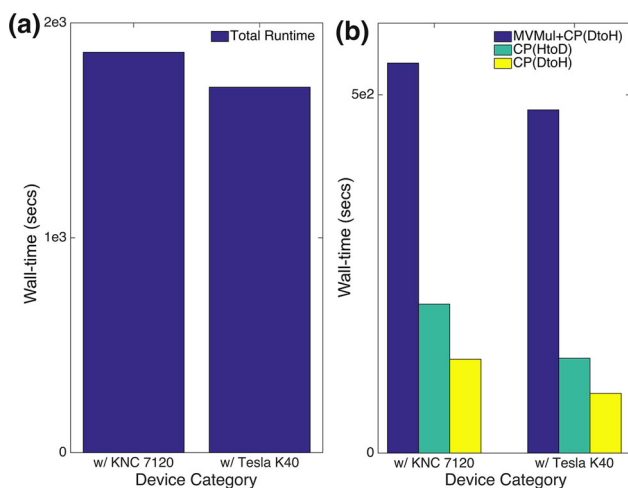 (a)
2e3
Total Runtime
Wall-time (secs)
1e3
0
w/ KNC 7120
w/ Tesla K40
Device Category
(b)
MVMul+CP(DtoH)
CP(HtoD)
CP(DtoH)
5e2
Wall-time (secs)
0
w/ KNC 7120
w/ Tesla K40
Device Category